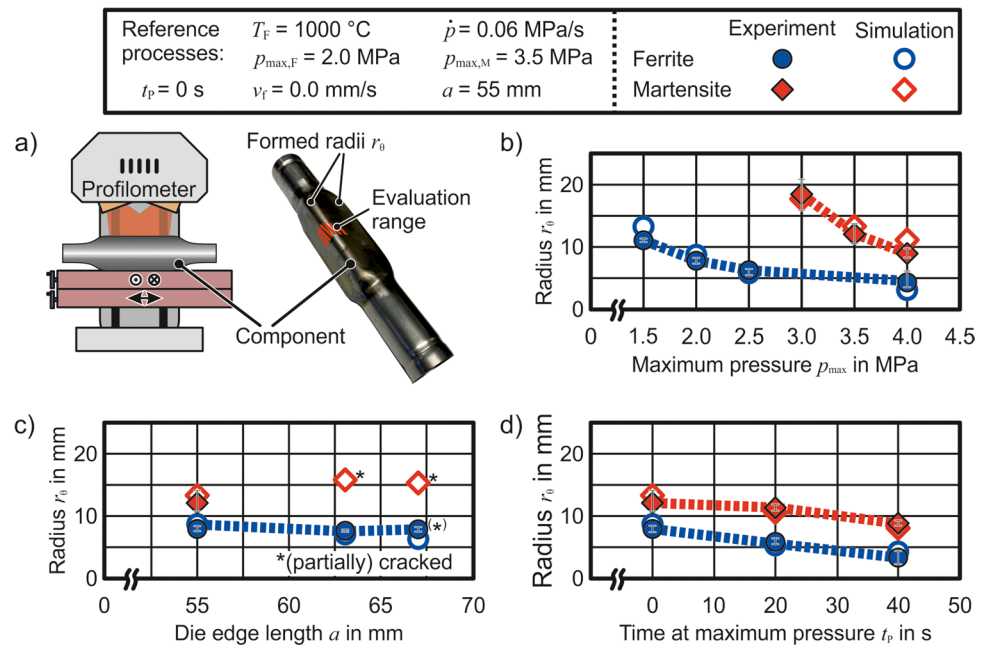 Reference processes:
T_F = 1000 °C
ṗ = 0.06 MPa/s
p_max,F = 2.0 MPa
p_max,M = 3.5 MPa
t_P = 0 s
v_f = 0.0 mm/s
a = 55 mm
Experiment Simulation
Ferrite
Martensite
a)
Profilometer
Formed radii r_θ
Evaluation
range
Component
b)
Radius r_θ in mm
20
10
0
0 1.5 2.0 2.5 3.0 3.5 4.0 4.5
Maximum pressure p_max in MPa
c)
Radius r_θ in mm
20
10
0
*
*
(*)
*(partially) cracked
0 55 60 65 70
Die edge length a in mm
d)
Radius r_θ in mm
20
10
0
0 0 10 20 30 40 50
Time at maximum pressure t_P in s